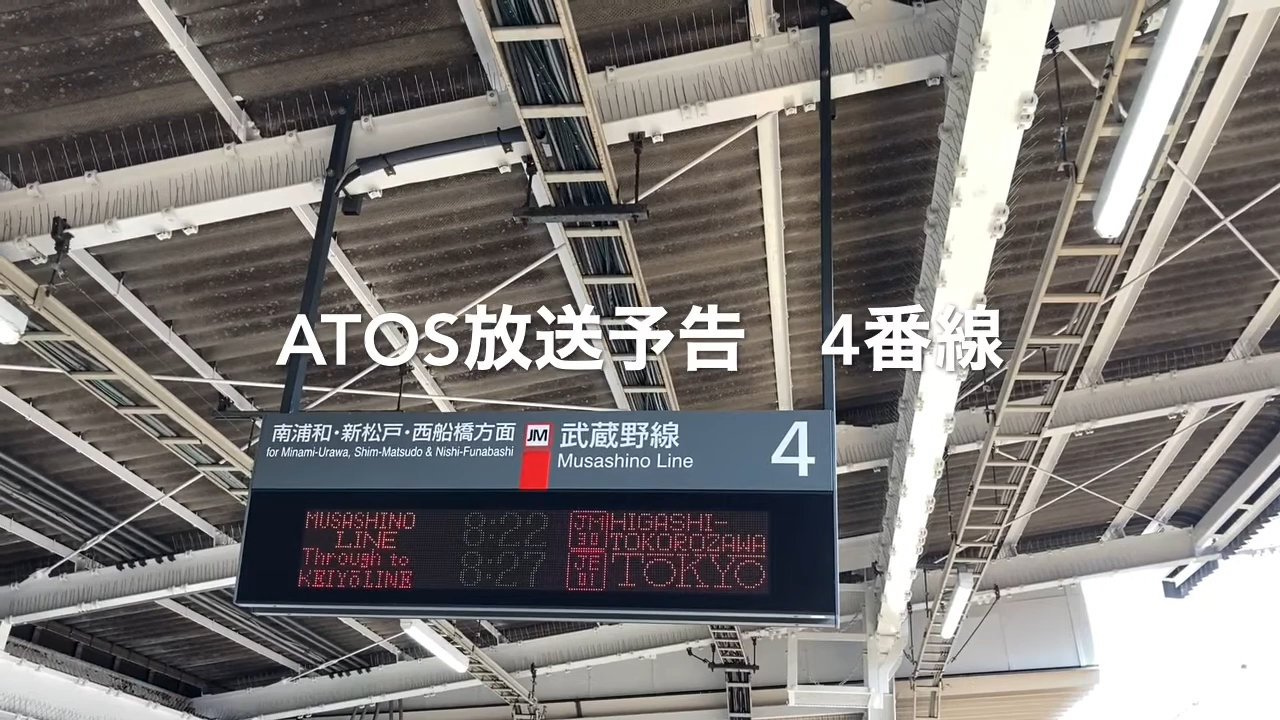 ATOS放送予告 4番線
南浦和・新松戸・西船橋方面
for Minami-Urawa, Shim-Matsudo & Nishi-Funabashi
JM 武蔵野線
Musashino Line
4
MUSASHINO LINE 8:22 JM HIGASHI-TOKOROZAWA
Through to KEIYŌ LINE 8:27 JE 01 TOKYO